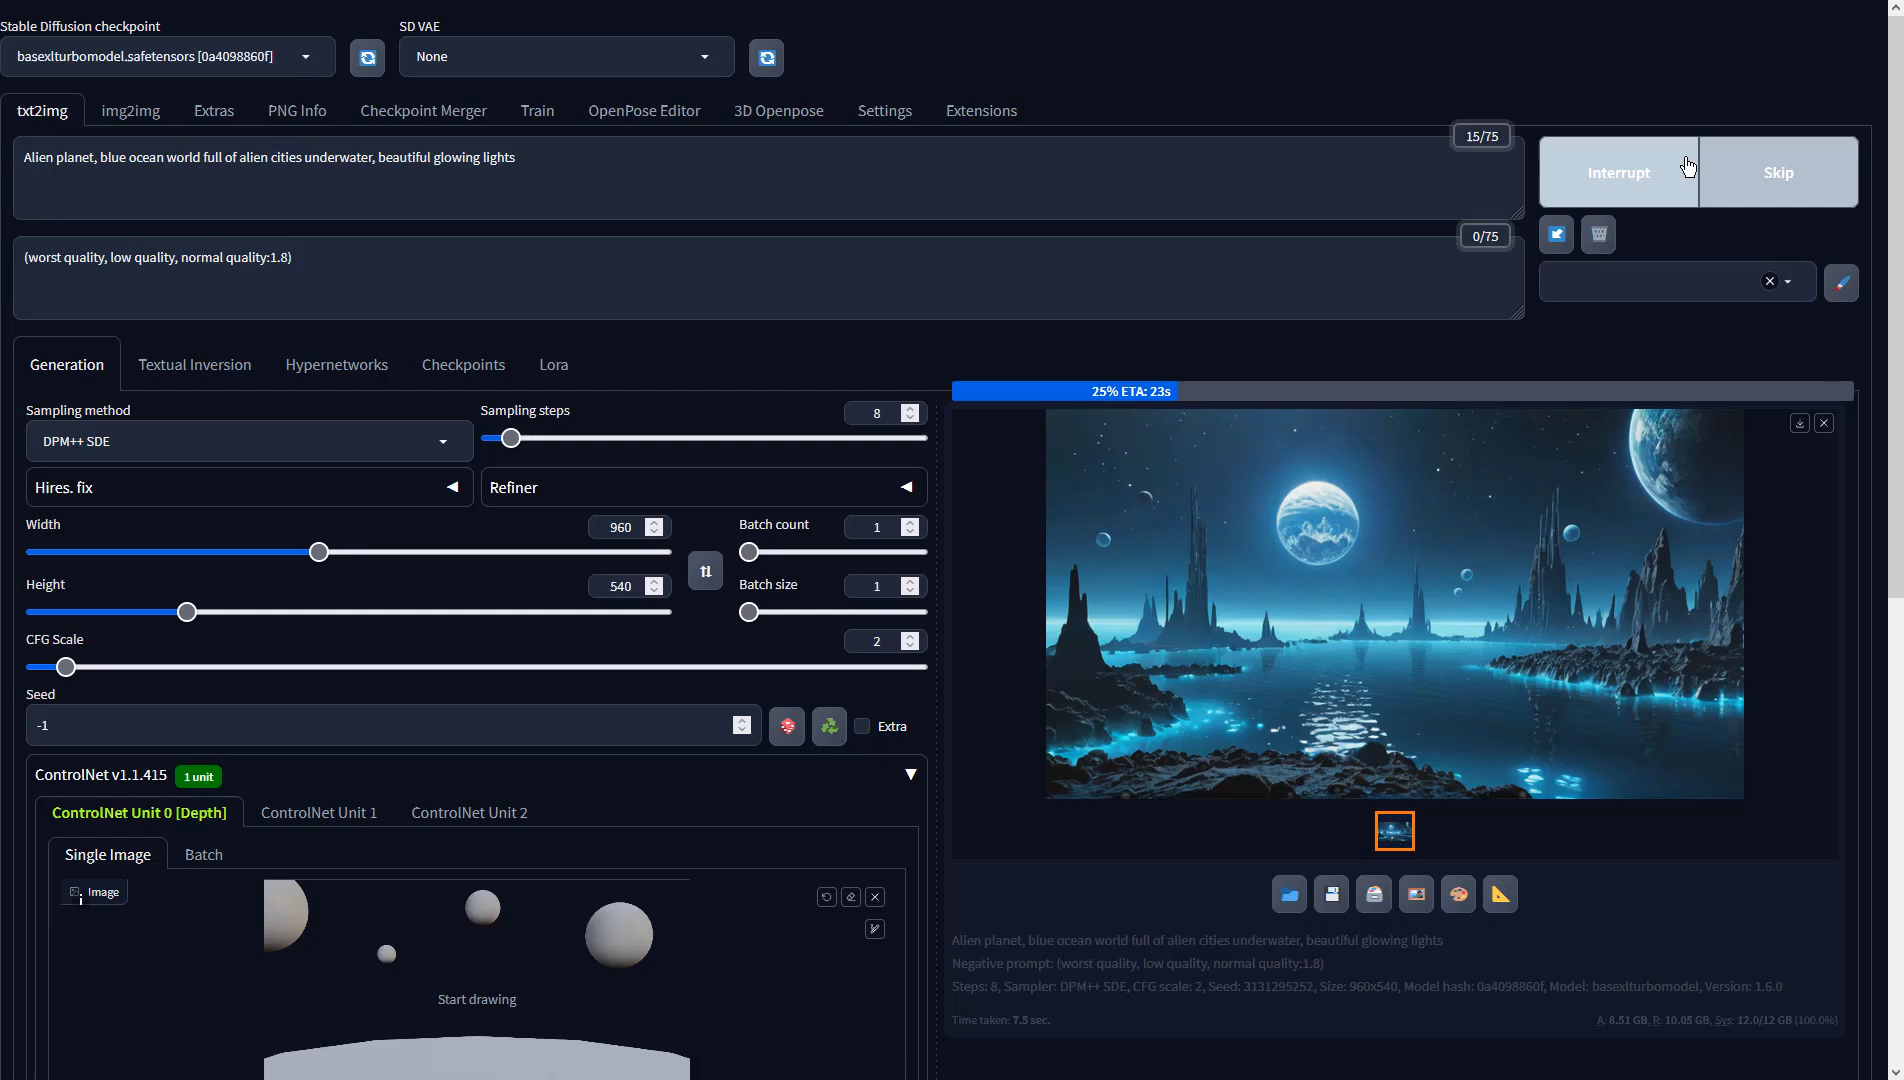 Stable Diffusion checkpoint
SD VAE
basexlturbomodel.safetensors [0a4098860f]
None
txt2img
img2img
Extras
PNG Info
Checkpoint Merger
Train
OpenPose Editor
3D Openpose
Settings
Extensions
15/75
Alien planet, blue ocean world full of alien cities underwater, beautiful glowing lights
Interrupt
Skip
0/75
(worst quality, low quality, normal quality:1.8)
Generation
Textual Inversion
Hypernetworks
Checkpoints
Lora
25% ETA: 23s
Sampling method
Sampling steps
8
DPM++ SDE
Hires. fix
Refiner
Width
960
Batch count
1
Height
540
Batch size
1
CFG Scale
2
Seed
-1
Extra
ControlNet v1.1.415
1 unit
ControlNet Unit 0 [Depth]
ControlNet Unit 1
ControlNet Unit 2
Single Image
Batch
Image
Start drawing
Alien planet, blue ocean world full of alien cities underwater, beautiful glowing lights
Negative prompt: (worst quality, low quality, normal quality:1.8)
Steps: 8, Sampler: DPM++ SDE, CFG scale: 2, Seed: 3131295252, Size: 960x540, Model hash: 0a4098860f, Model: basexlturbomodel, Version: 1.6.0
Time taken: 7.5 sec.
A: 8.51 GB, R: 10.05 GB, Sys: 12.0/12 GB (100.0%)